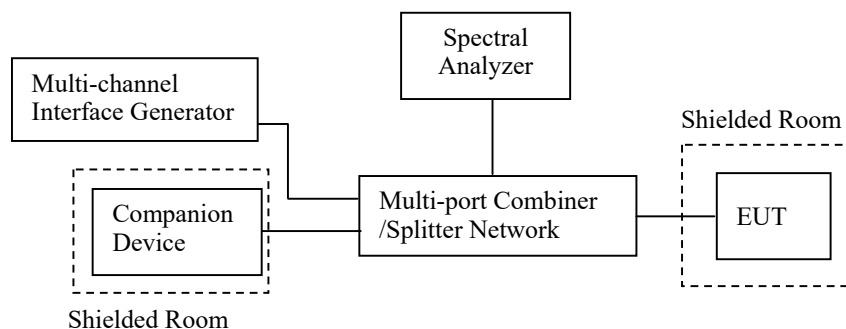 Spectral
Analyzer
Multi-channel
Interface Generator
Shielded Room
Companion
Device
Multi-port Combiner
/Splitter Network
EUT
Shielded Room